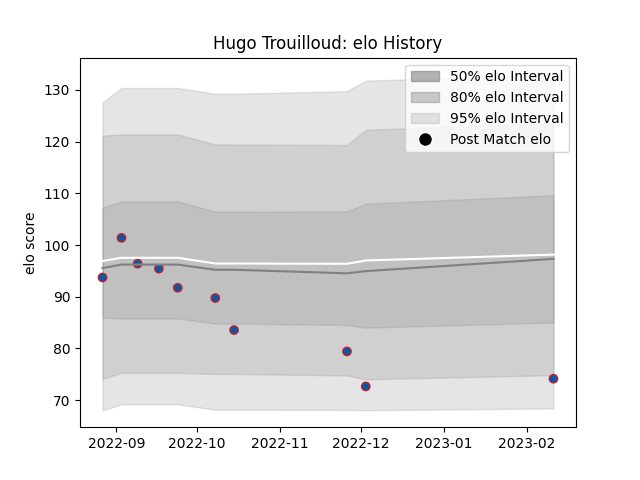 Hugo Trouilloud: elo History
50% elo Interval
80% elo Interval
95% elo Interval
Post Match elo
elo score
130
120
110
100
90
80
70
2022-09
2022-10
2022-11
2022-12
2023-01
2023-02